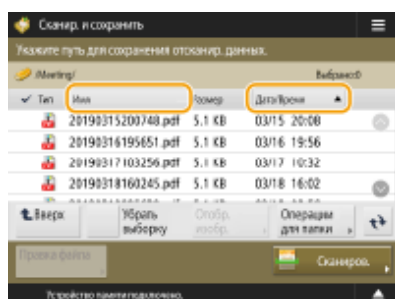 Сканир. и сохранить
Укажите путь для сохранения отсканир. данных.
/Meeting/ Выбрано:0
Тип Имя Размер Дата/Время
20190315200748.pdf 5.1 KB 03/15 20:08
20190316195651.pdf 5.1 KB 03/16 19:56
20190317103256.pdf 5.1 KB 03/17 10:32
20190318160245.pdf 5.1 KB 03/18 16:02
Вверх Убрать выборку Отобр. изобр. Операции для папки
Правка файла Сканиров.
Устройство памяти подключено.